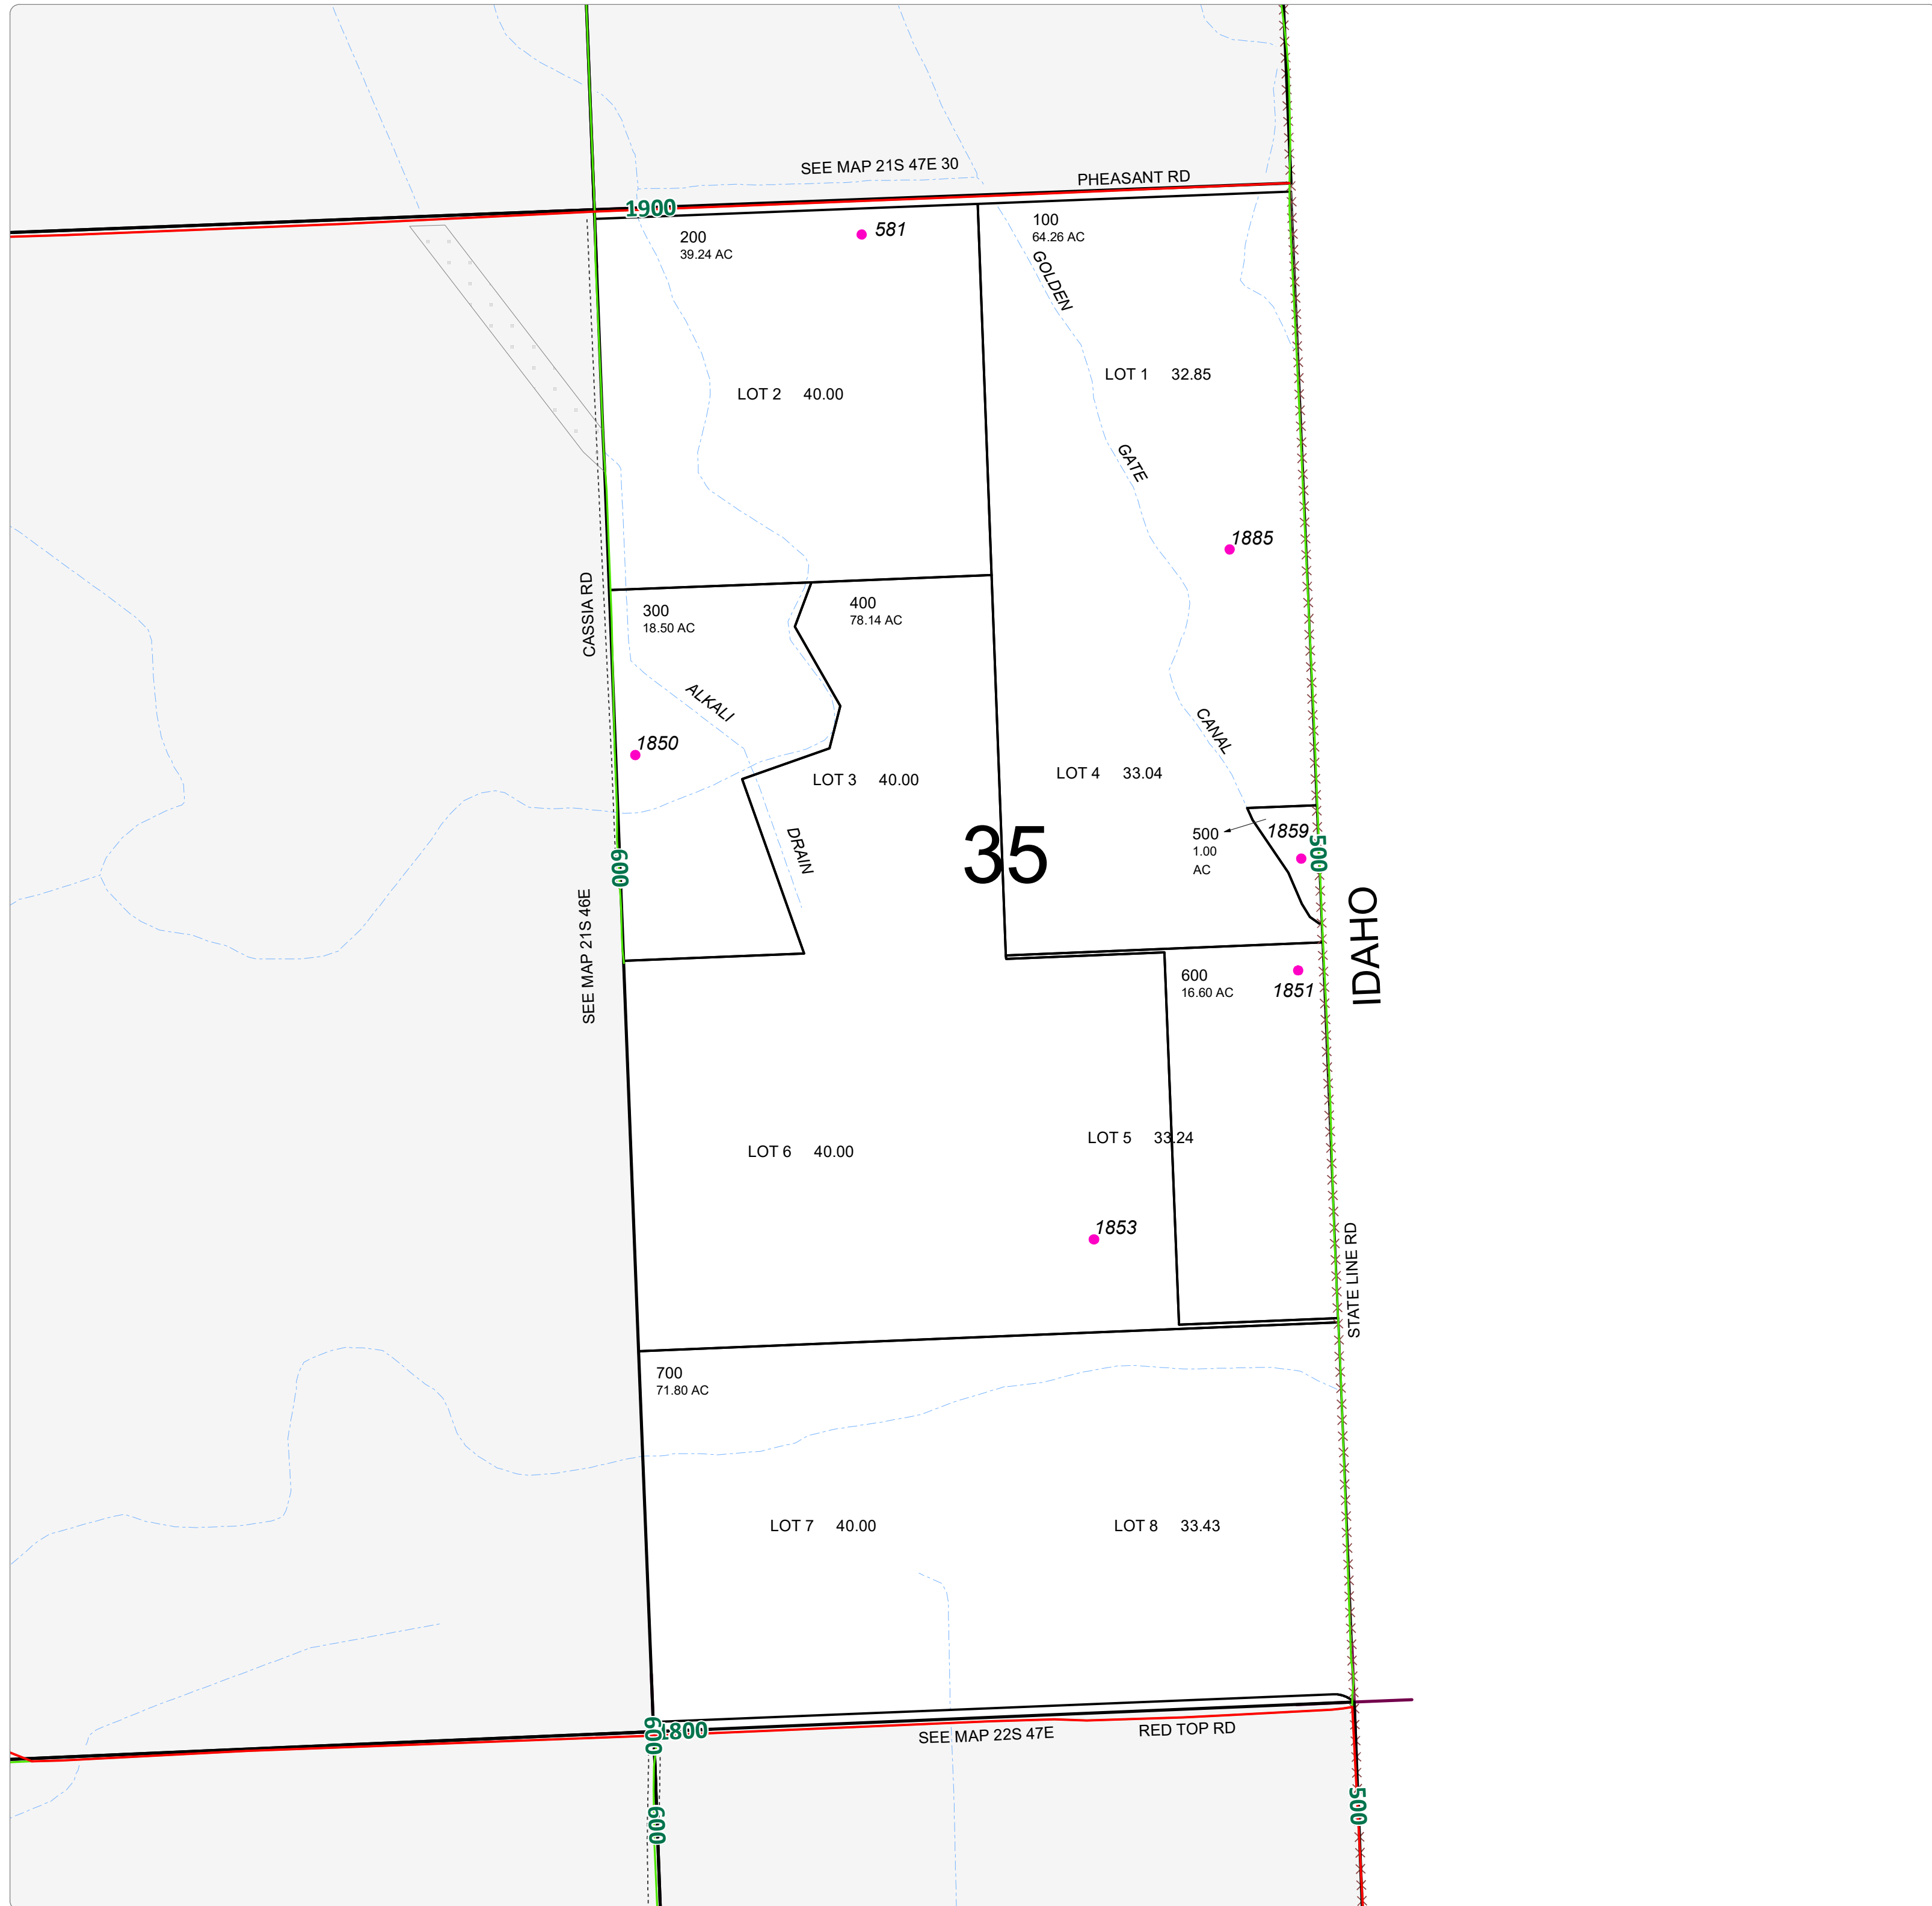 SEE MAP 21S 47E 30
PHEASANT RD
1900
200
39.24 AC
581
100
64.26 AC
GOLDEN
LOT 2 40.00
LOT 1 32.85
GATE
1885
CASSIA RD
300
18.50 AC
400
78.14 AC
ALKALI
CANAL
1850
LOT 3 40.00
LOT 4 33.04
DRAIN
35
500
1.00
AC
1859
500
600
IDAHO
SEE MAP 21S 46E
600
16.60 AC
1851
LOT 6 40.00
LOT 5 33.24
1853
STATE LINE RD
700
71.80 AC
LOT 7 40.00
LOT 8 33.43
600
1800
SEE MAP 22S 47E
RED TOP RD
600
500